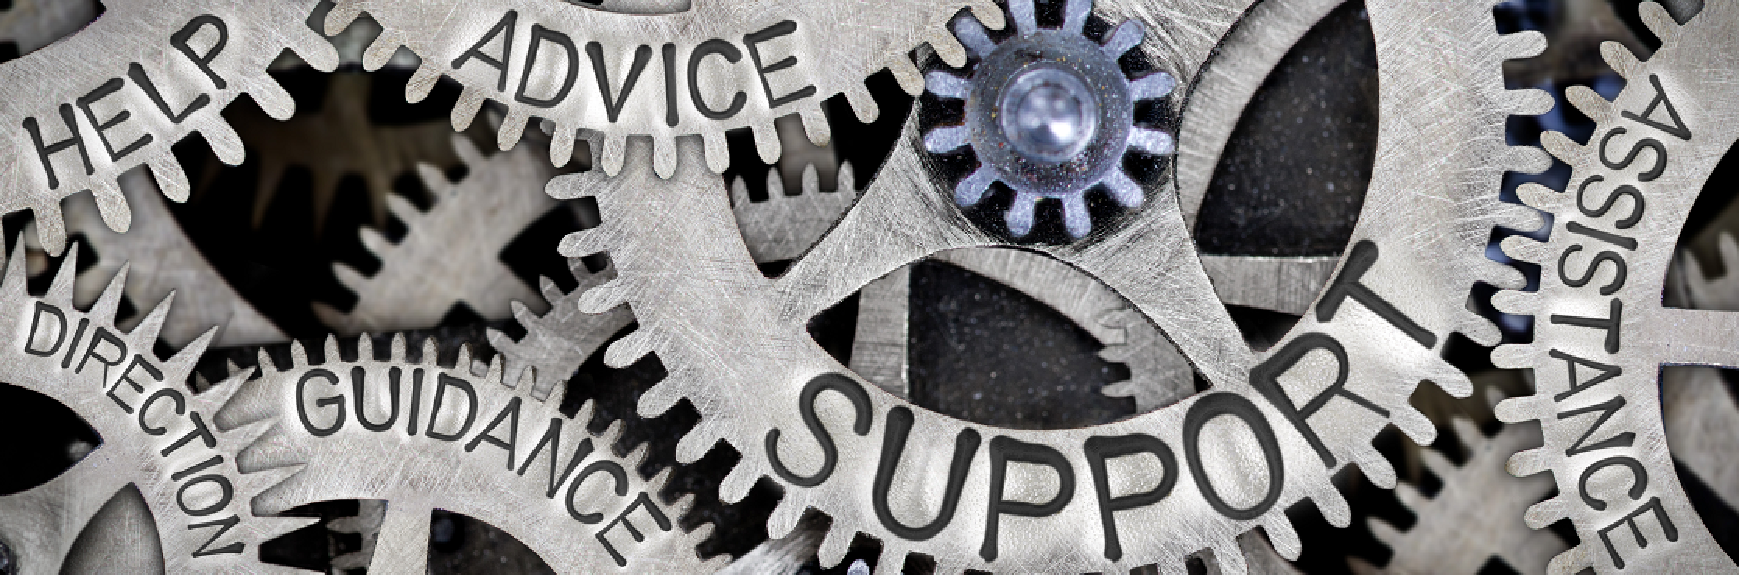 HELP
ADVICE
ASSISTANCE
DIRECTION
GUIDANCE
SUPPORT